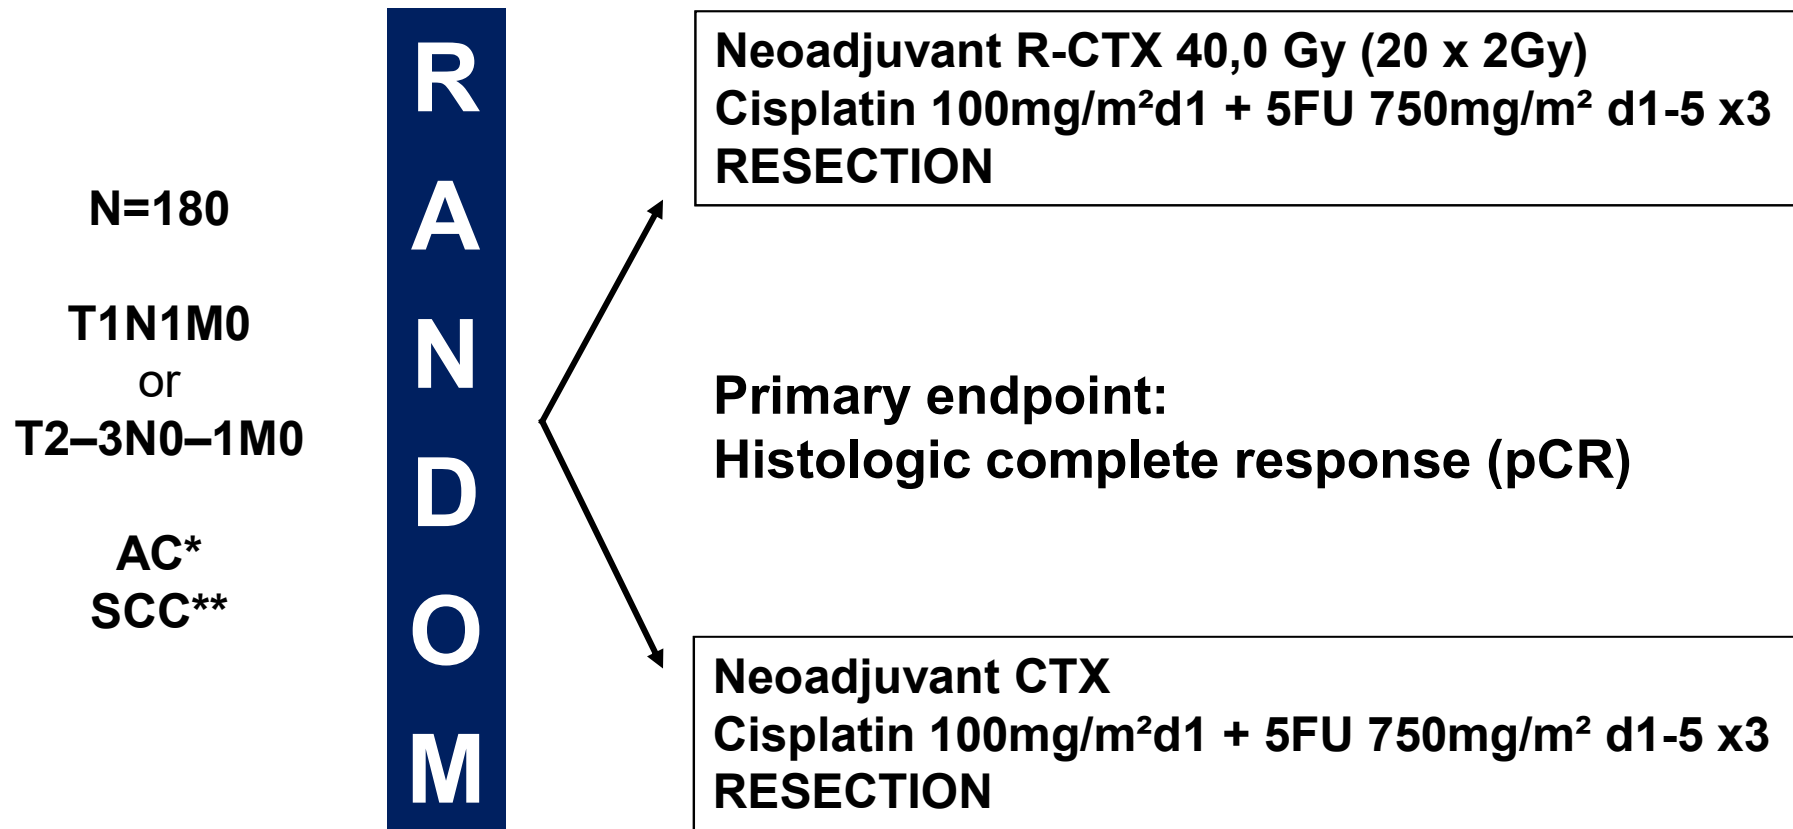 N=180
T1N1M0
or
T2–3N0–1M0
AC*
SCC**
RANDOM
Neoadjuvant R-CTX 40,0 Gy (20 x 2Gy)
Cisplatin 100mg/m²d1 + 5FU 750mg/m² d1-5 x3
RESECTION
Primary endpoint:
Histologic complete response (pCR)
Neoadjuvant CTX
Cisplatin 100mg/m²d1 + 5FU 750mg/m² d1-5 x3
RESECTION